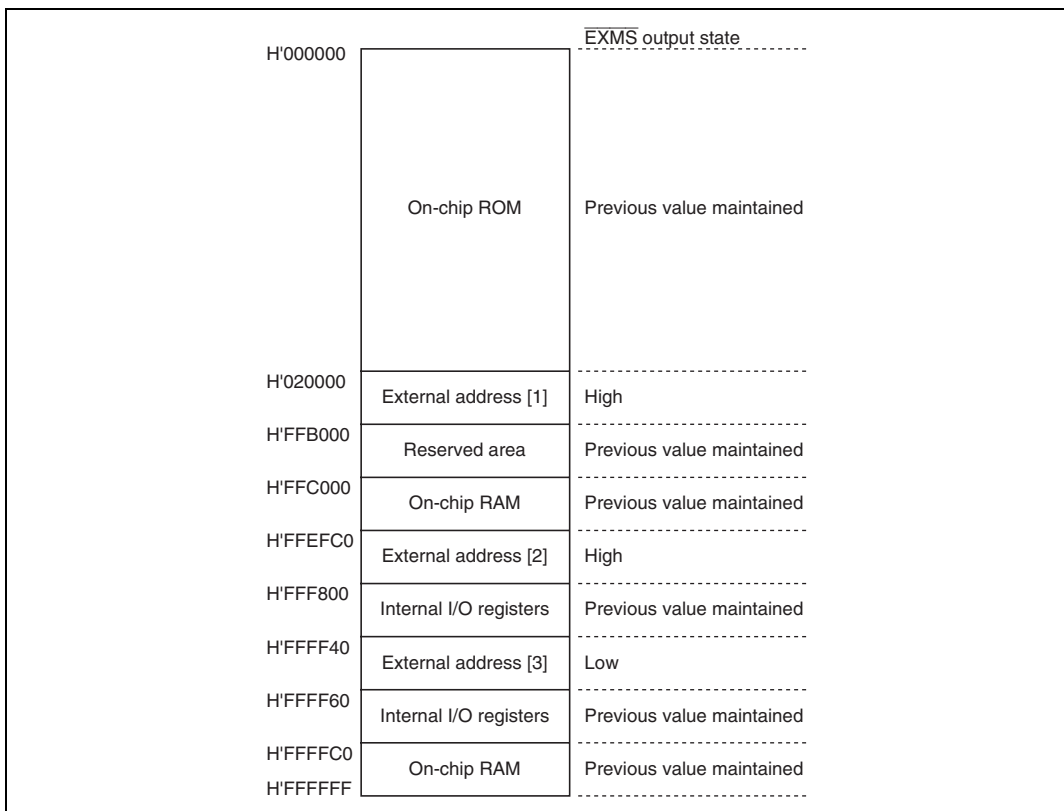 EXMS output state
H'000000
On-chip ROM Previous value maintained
H'020000
External address [1] High
H'FFB000
Reserved area Previous value maintained
H'FFC000
On-chip RAM Previous value maintained
H'FFEFC0
External address [2] High
H'FFF800
Internal I/O registers Previous value maintained
H'FFFF40
External address [3] Low
H'FFFF60
Internal I/O registers Previous value maintained
H'FFFFC0
On-chip RAM Previous value maintained
H'FFFFFF